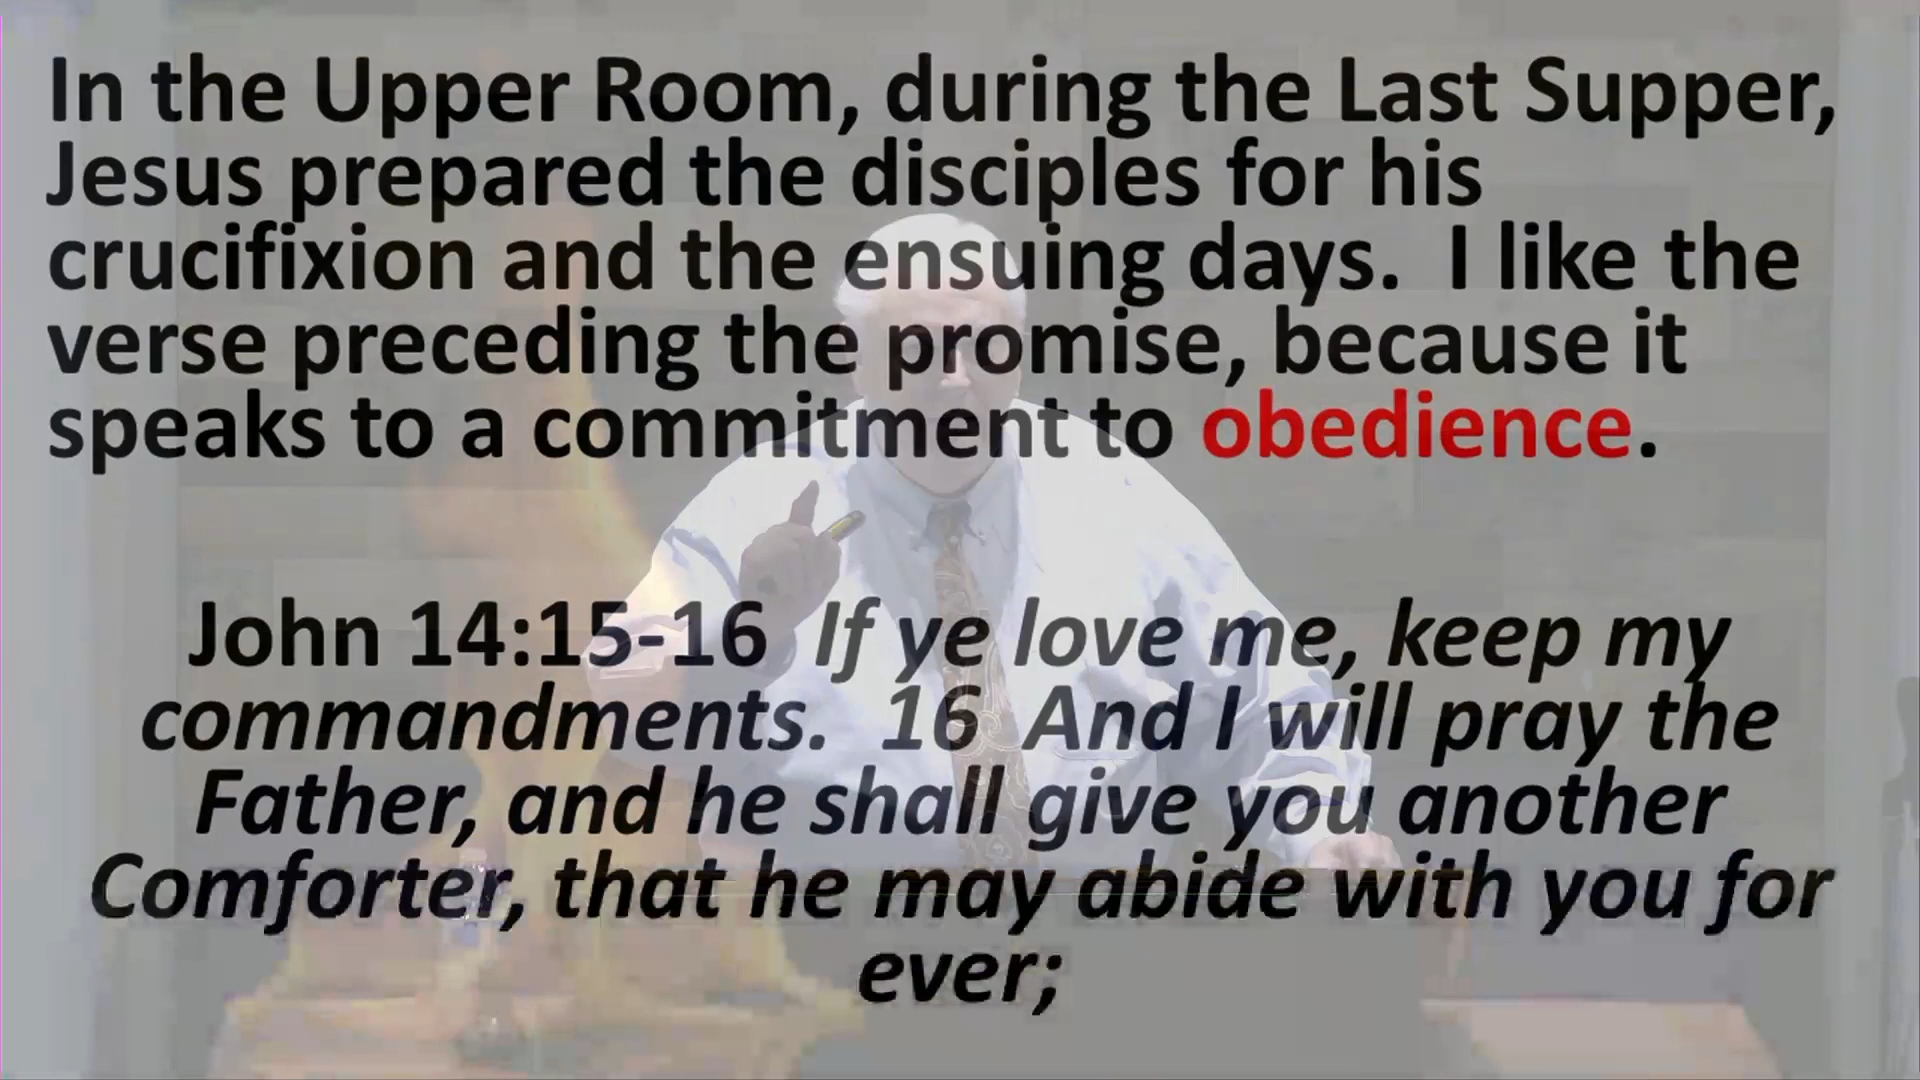 In the Upper Room, during the Last Supper,
Jesus prepared the disciples for his
crucifixion and the ensuing days.  I like the
verse preceding the promise, because it
speaks to a commitment to obedience.
John 14:15-16  If ye love me, keep my
commandments.  16  And I will pray the
Father, and he shall give you another
Comforter, that he may abide with you for
ever;